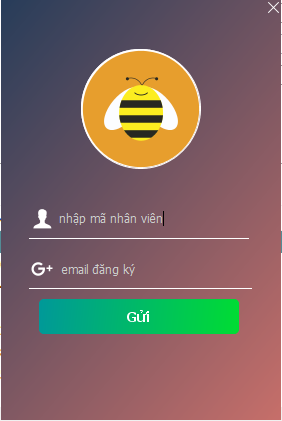 nhập mã nhân viên
G+ email đăng ký
Gửi